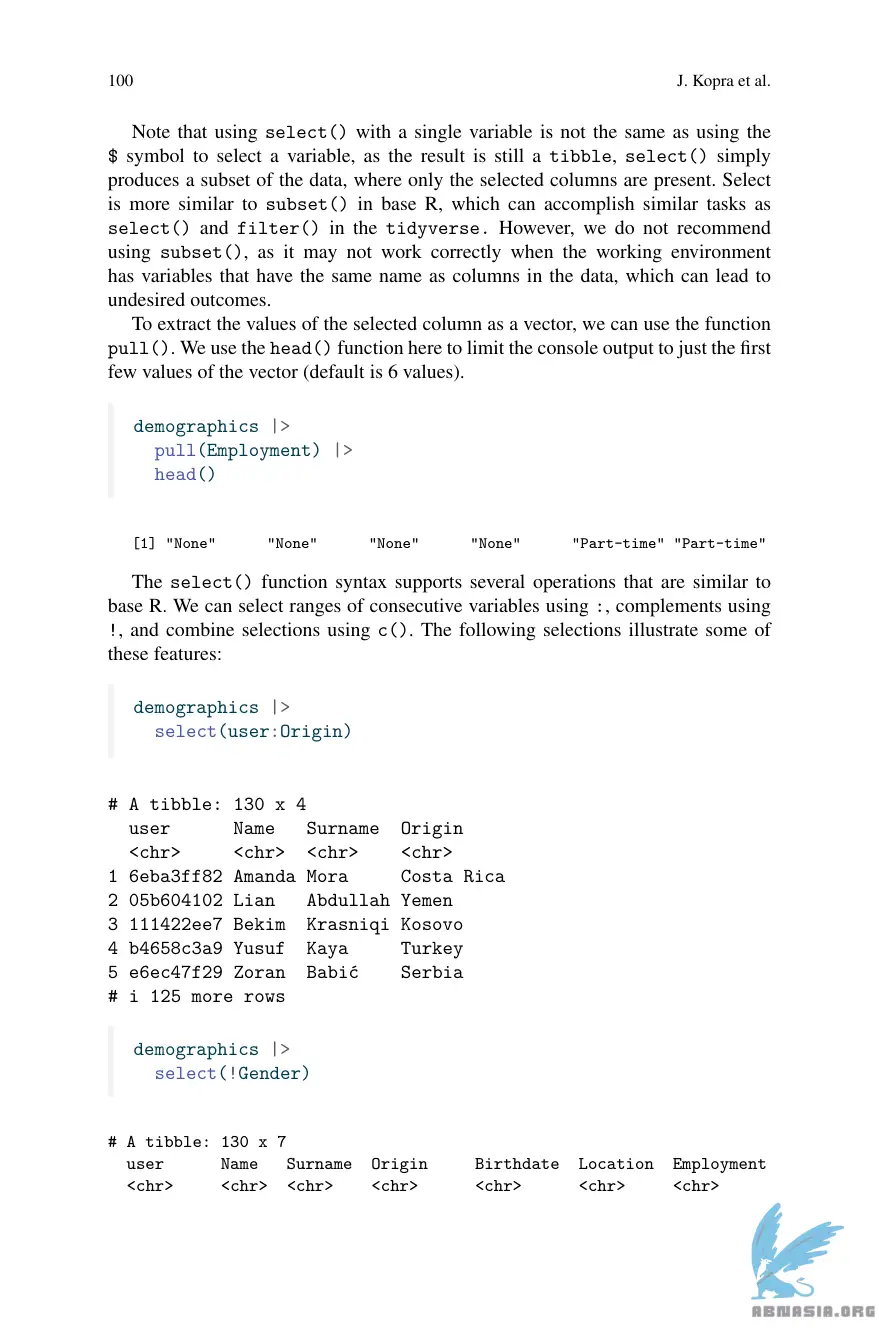 100 J. Kopra et al.
Note that using select() with a single variable is not the same as using the
$ symbol to select a variable, as the result is still a tibble, select() simply
produces a subset of the data, where only the selected columns are present. Select
is more similar to subset() in base R, which can accomplish similar tasks as
select() and filter() in the tidyverse. However, we do not recommend
using subset(), as it may not work correctly when the working environment
has variables that have the same name as columns in the data, which can lead to
undesired outcomes.
To extract the values of the selected column as a vector, we can use the function
pull(). We use the head() function here to limit the console output to just the first
few values of the vector (default is 6 values).
demographics |>
  pull(Employment) |>
  head()
[1] "None"      "None"      "None"      "None"      "Part-time" "Part-time"
The select() function syntax supports several operations that are similar to
base R. We can select ranges of consecutive variables using :, complements using
!, and combine selections using c(). The following selections illustrate some of
these features:
demographics |>
  select(user:Origin)
# A tibble: 130 x 4
  user      Name   Surname  Origin
  <chr>     <chr>  <chr>    <chr>
1 6eba3ff82 Amanda Mora     Costa Rica
2 05b604102 Lian   Abdullah Yemen
3 111422ee7 Bekim  Krasniqi Kosovo
4 b4658c3a9 Yusuf  Kaya     Turkey
5 e6ec47f29 Zoran  Babić    Serbia
# i 125 more rows
demographics |>
  select(!Gender)
# A tibble: 130 x 7
  user      Name   Surname  Origin     Birthdate  Location  Employment
  <chr>     <chr>  <chr>    <chr>      <chr>      <chr>     <chr>
ABNASIA.ORG